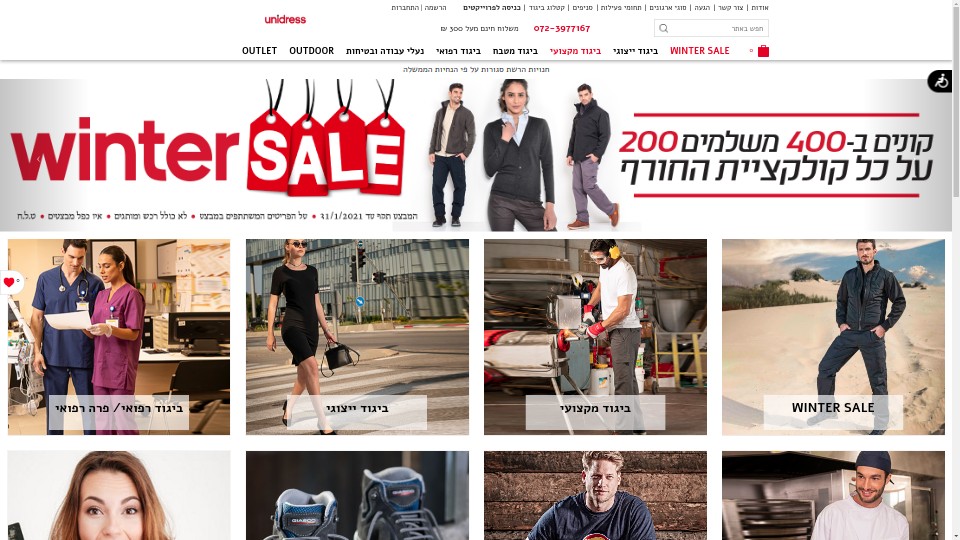 אודות | צור קשר | הגעה | סוגי ארגונים | תחומי פעילות | סניפים | קטלוג ביגוד | כניסה לפרוייקטים הרשמה | התחברות
unidress
חפש באתר
072-3977167
משלוח חינם מעל 300 ₪
0
WINTER SALE ביגוד ייצוגי ביגוד מקצועי ביגוד מטבח ביגוד רפואי נעלי עבודה ובטיחות OUTDOOR OUTLET
חנויות הרשת סגורות על פי הנחיות הממשלה
winter SALE
קונים ב-400 משלמים 200
על כל קולקציית החורף
המבצע תקף עד 31/1/2021 • על הפריטים המשתתפים במבצע • לא כולל רכש ומותגים • אין כפל מבצעים • ט.ל.ח
0
ביגוד רפואי/ פרה רפואי
ביגוד ייצוגי
ביגוד מקצועי
WINTER SALE
GIASCO